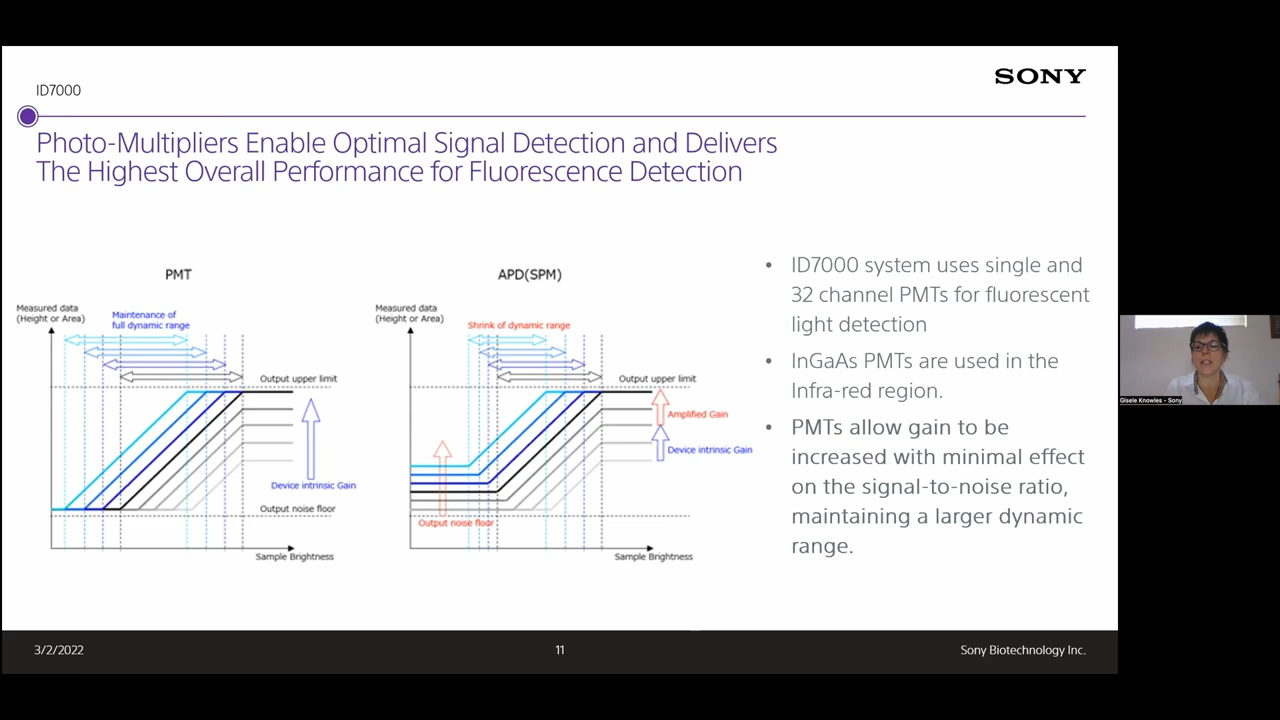 SONY
ID7000
Photo-Multipliers Enable Optimal Signal Detection and Delivers
The Highest Overall Performance for Fluorescence Detection
PMT
Measured data
(Height or Area)
Maintenance of
full dynamic range
Output upper limit
Device intrinsic Gain
Output noise floor
Sample Brightness
APD(SPM)
Measured data
(Height or Area)
Shrink of dynamic range
Output upper limit
Amplified Gain
Device intrinsic Gain
Output noise floor
Sample Brightness
• ID7000 system uses single and
32 channel PMTs for fluorescent
light detection
• InGaAs PMTs are used in the
Infra-red region.
• PMTs allow gain to be
increased with minimal effect
on the signal-to-noise ratio,
maintaining a larger dynamic
range.
Gisele Knowles - Sony
3/2/2022
11
Sony Biotechnology Inc.